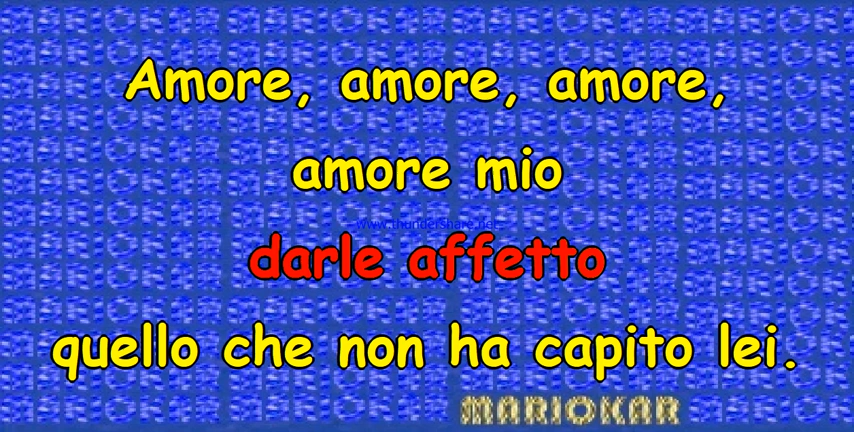 Amore, amore, amore,
amore mio
www.thundershare.net
darle affetto
quello che non ha capito lei.
MARIOKAR